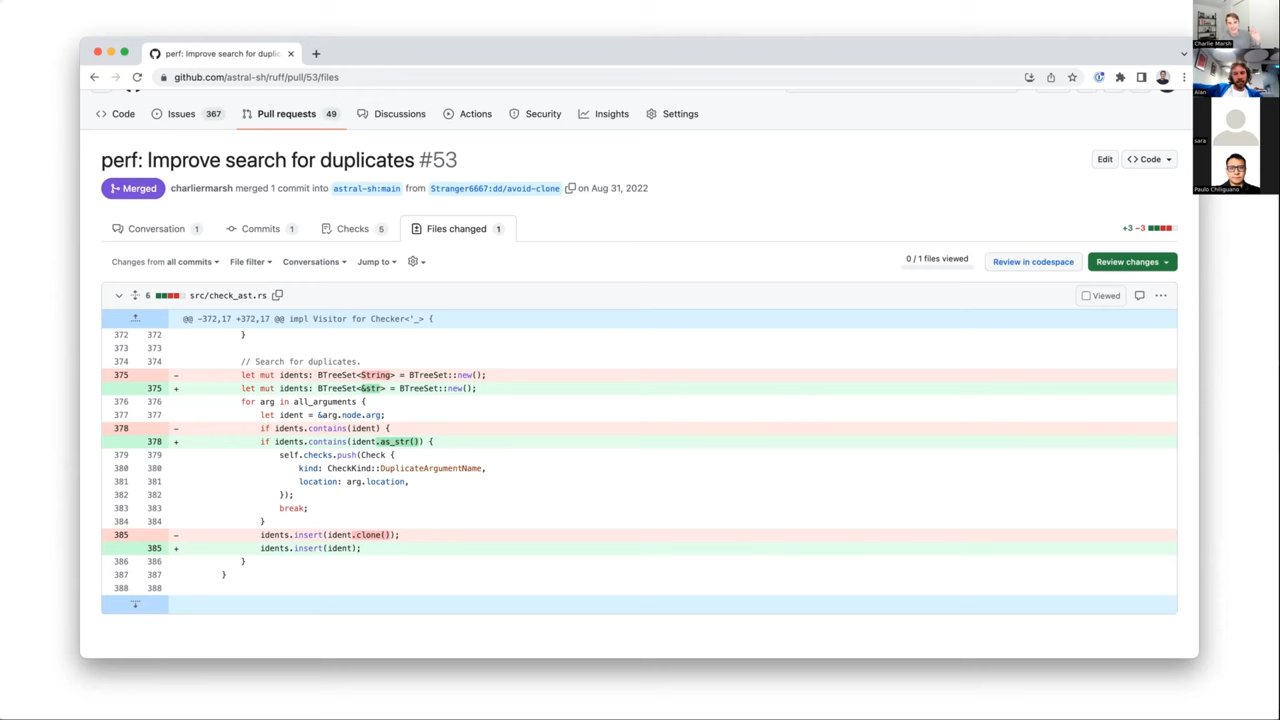 perf: Improve search for duplic
github.com/astral-sh/ruff/pull/53/files
Code
Issues 367
Pull requests 49
Discussions
Actions
Security
Insights
Settings
perf: Improve search for duplicates #53
Edit
<> Code
Merged charliermarsh merged 1 commit into astral-sh:main from Stranger6667:dd/avoid-clone on Aug 31, 2022
Conversation 1
Commits 1
Checks 5
Files changed 1
+3 −3
Changes from all commits
File filter
Conversations
Jump to
0 / 1 files viewed
Review in codespace
Review changes
6 src/check_ast.rs
Viewed
@@ -372,17 +372,17 @@ impl Visitor for Checker<'_> {
372 372 }
373 373
374 374 // Search for duplicates.
375 - let mut idents: BTreeSet<String> = BTreeSet::new();
375 + let mut idents: BTreeSet<&str> = BTreeSet::new();
376 376 for arg in all_arguments {
377 377 let ident = &arg.node.arg;
378 - if idents.contains(ident) {
378 + if idents.contains(ident.as_str()) {
379 379 self.checks.push(Check {
380 380 kind: CheckKind::DuplicateArgumentName,
381 381 location: arg.location,
382 382 });
383 383 break;
384 384 }
385 - idents.insert(ident.clone());
385 + idents.insert(ident);
386 386 }
387 387 }
388 388
Charlie Marsh
Alan
sara
Paulo Chiliguano